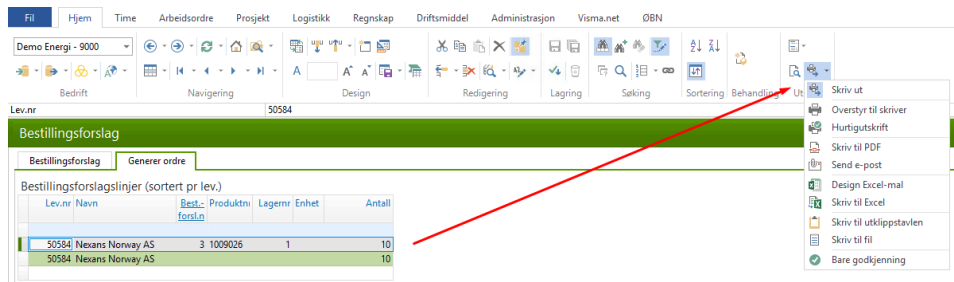 Fil Hjem Time Arbeidsordre Prosjekt Logistikk Regnskap Driftsmiddel Administrasjon Visma.net ØBN
Demo Energi - 9000
A A A
Bedrift Navigering Design Redigering Lagring Søking Sortering Behandling Ut
Lev.nr 50584
Bestillingsforslag
Bestillingsforslag Generer ordre
Bestillingsforslagslinjer (sortert pr lev.)
Lev.nr Navn Best.- Produktnu Lagernr Enhet Antall
forsl.n
50584 Nexans Norway AS 3 1009026 1 10
50584 Nexans Norway AS 10
Skriv ut
Overstyr til skriver
Hurtigutskrift
Skriv til PDF
Send e-post
Design Excel-mal
Skriv til Excel
Skriv til utklippstavlen
Skriv til fil
Bare godkjenning